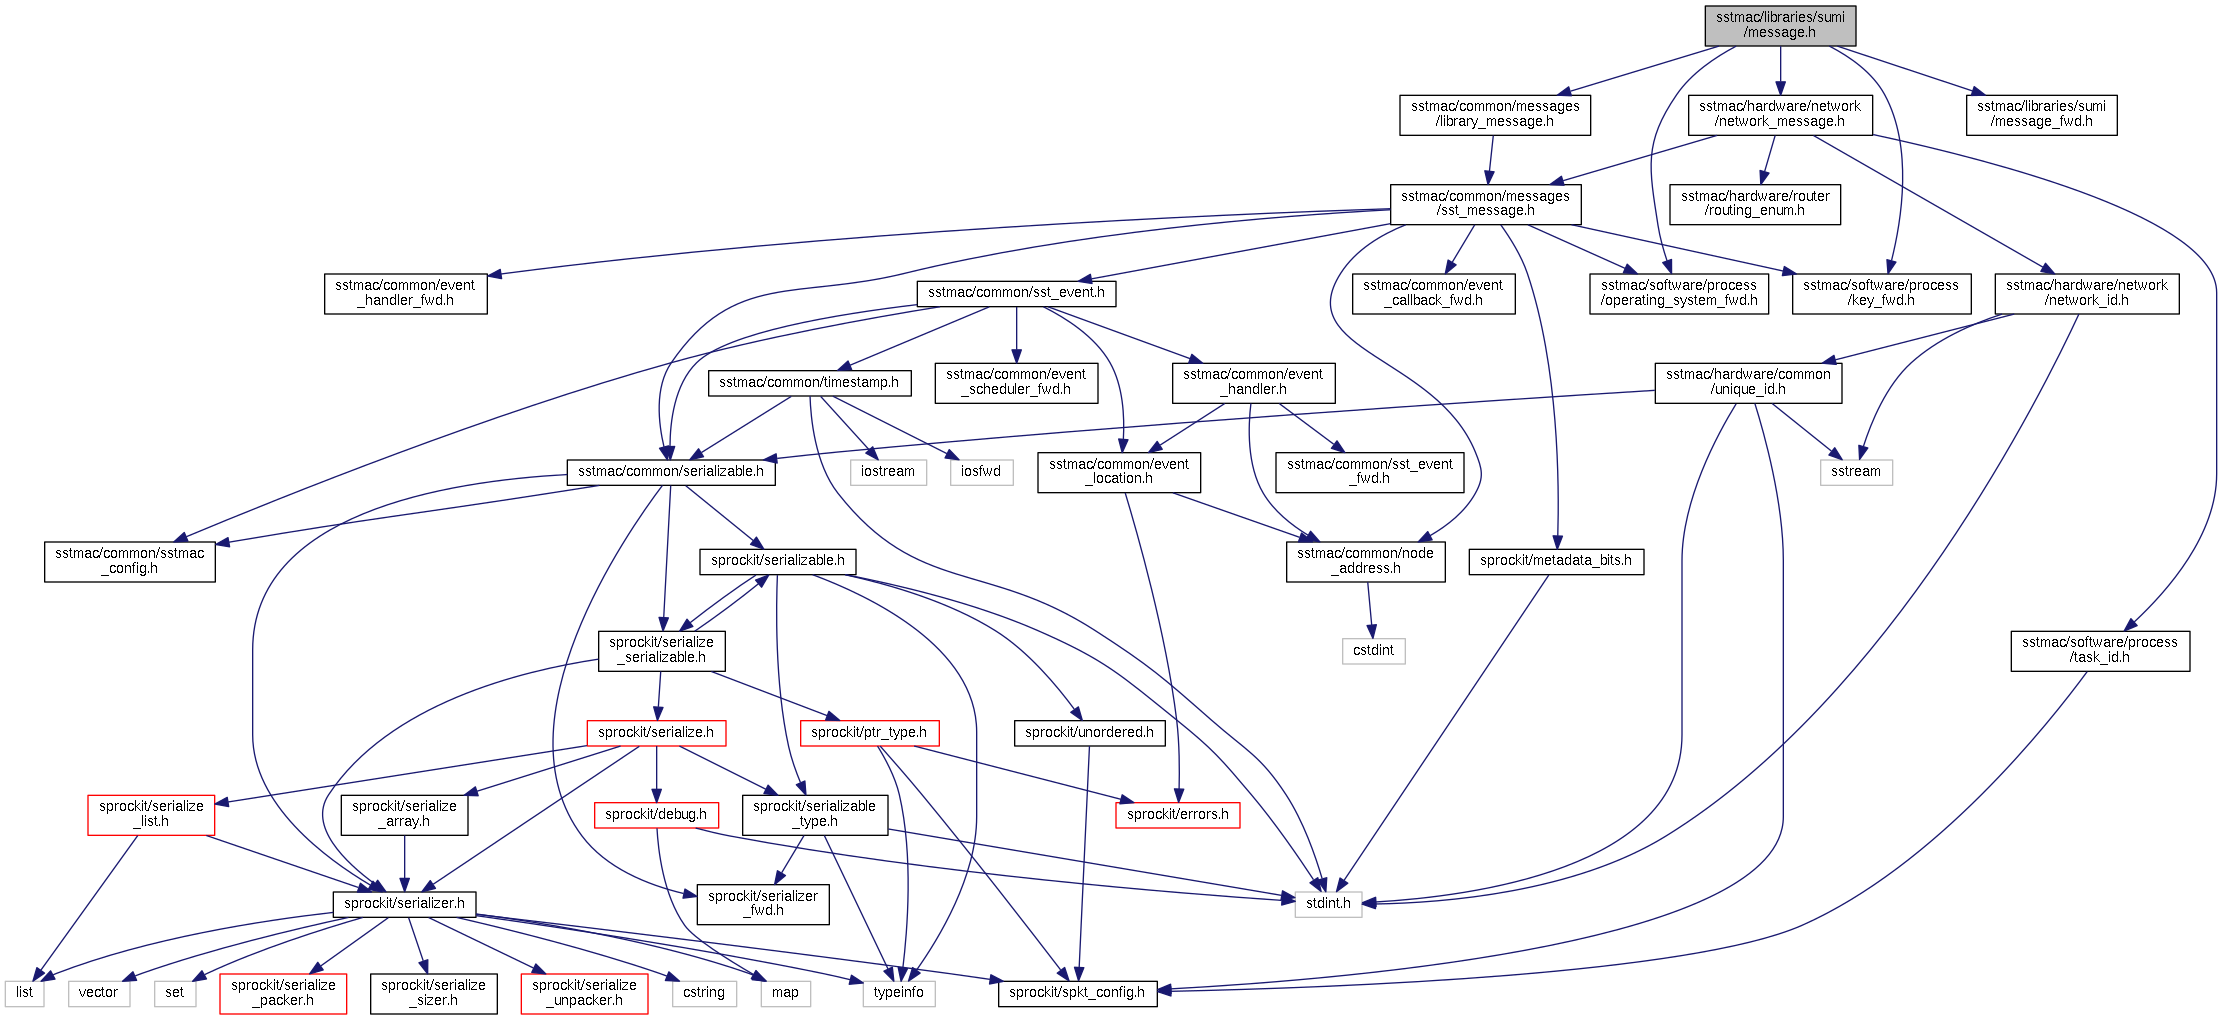 sstmac/libraries/sumi
/message.h
sstmac/common/messages
/library_message.h
sstmac/hardware/network
/network_message.h
sstmac/libraries/sumi
/message_fwd.h
sstmac/common/messages
/sst_message.h
sstmac/hardware/router
/routing_enum.h
sstmac/common/event
_handler_fwd.h
sstmac/common/sst_event.h
sstmac/common/event
_callback_fwd.h
sstmac/software/process
/operating_system_fwd.h
sstmac/software/process
/key_fwd.h
sstmac/hardware/network
/network_id.h
sstmac/common/timestamp.h
sstmac/common/event
_scheduler_fwd.h
sstmac/common/event
_handler.h
sstmac/hardware/common
/unique_id.h
sstmac/common/serializable.h
iostream
iosfwd
sstmac/common/event
_location.h
sstmac/common/sst_event
_fwd.h
sstream
sstmac/common/sstmac
_config.h
sprockit/serializable.h
sstmac/common/node
_address.h
sprockit/metadata_bits.h
sprockit/serialize
_serializable.h
cstdint
sstmac/software/process
/task_id.h
sprockit/serialize.h
sprockit/ptr_type.h
sprockit/unordered.h
sprockit/serialize
_list.h
sprockit/serialize
_array.h
sprockit/debug.h
sprockit/serializable
_type.h
sprockit/errors.h
sprockit/serializer.h
sprockit/serializer
_fwd.h
stdint.h
list
vector
set
sprockit/serialize
_packer.h
sprockit/serialize
_sizer.h
sprockit/serialize
_unpacker.h
cstring
map
typeinfo
sprockit/spkt_config.h